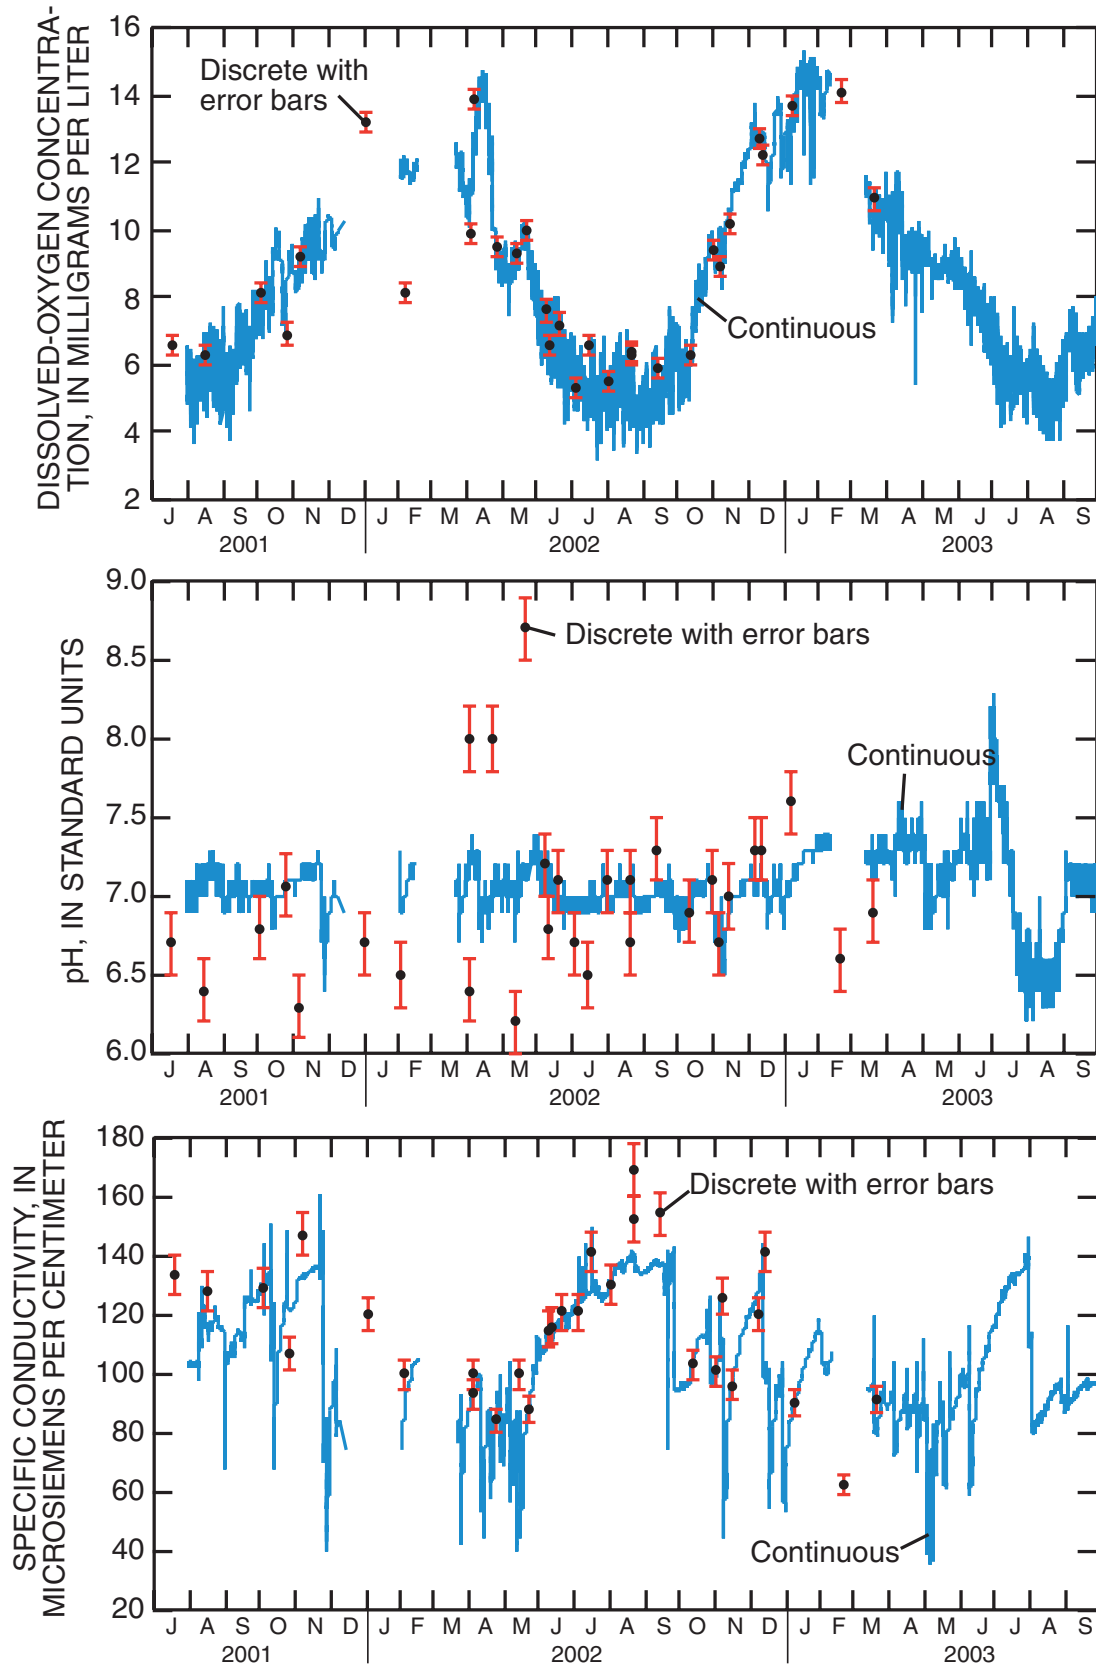 DISSOLVED-OXYGEN CONCENTRA-
TION, IN MILLIGRAMS PER LITER
16
14
12
10
8
6
4
2
Discrete with
error bars
Continuous
J A S O N D J F M A M J J A S O N D J F M A M J J A S
2001 2002 2003
pH, IN STANDARD UNITS
9.0
8.5
8.0
7.5
7.0
6.5
6.0
Discrete with error bars
Continuous
J A S O N D J F M A M J J A S O N D J F M A M J J A S
2001 2002 2003
SPECIFIC CONDUCTIVITY, IN
MICROSIEMENS PER CENTIMETER
180
160
140
120
100
80
60
40
20
Discrete with error bars
Continuous
J A S O N D J F M A M J J A S O N D J F M A M J J A S
2001 2002 2003